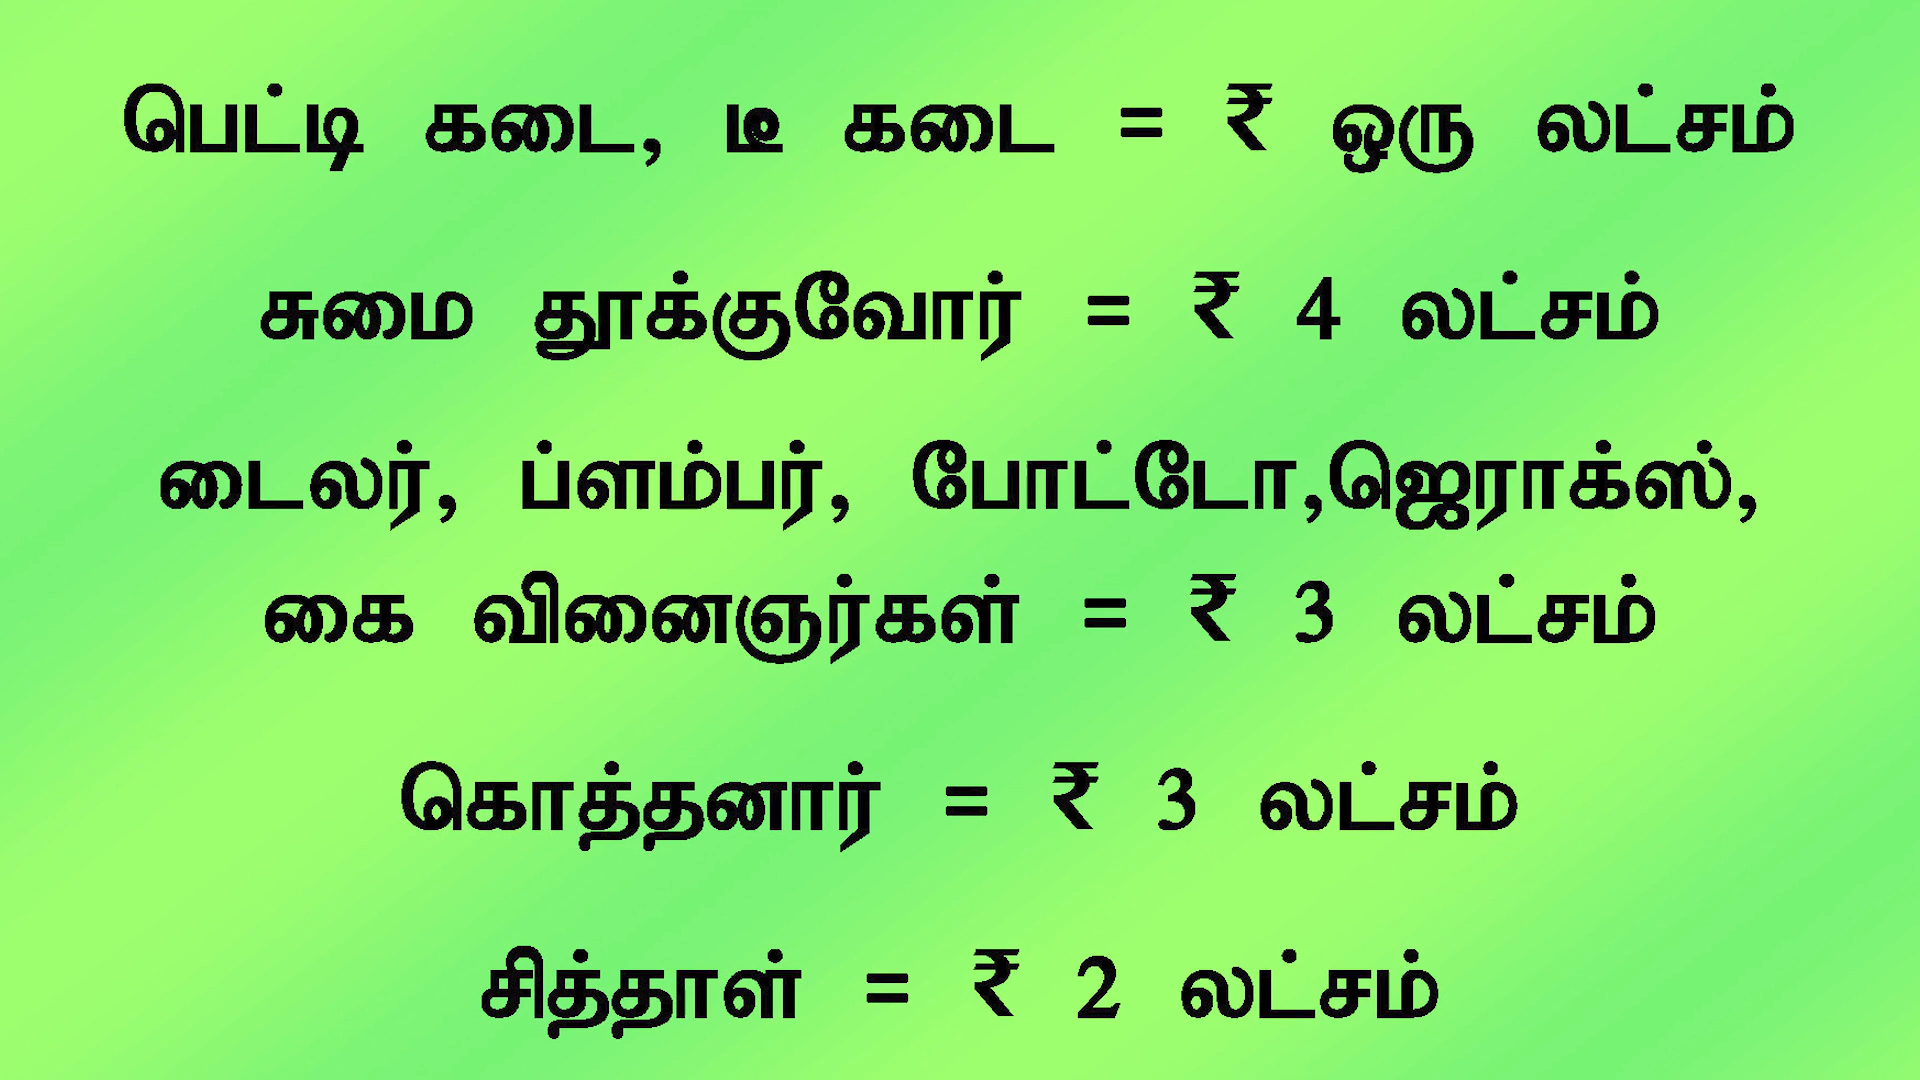 பெட்டி கடை, டீ கடை = ₹ ஒரு லட்சம்
சுமை தூக்குவோர் = ₹ 4 லட்சம்
டைலர், ப்ளம்பர், போட்டோ,ஜெராக்ஸ்,
கை வினைஞர்கள் = ₹ 3 லட்சம்
கொத்தனார் = ₹ 3 லட்சம்
சித்தாள் = ₹ 2 லட்சம்